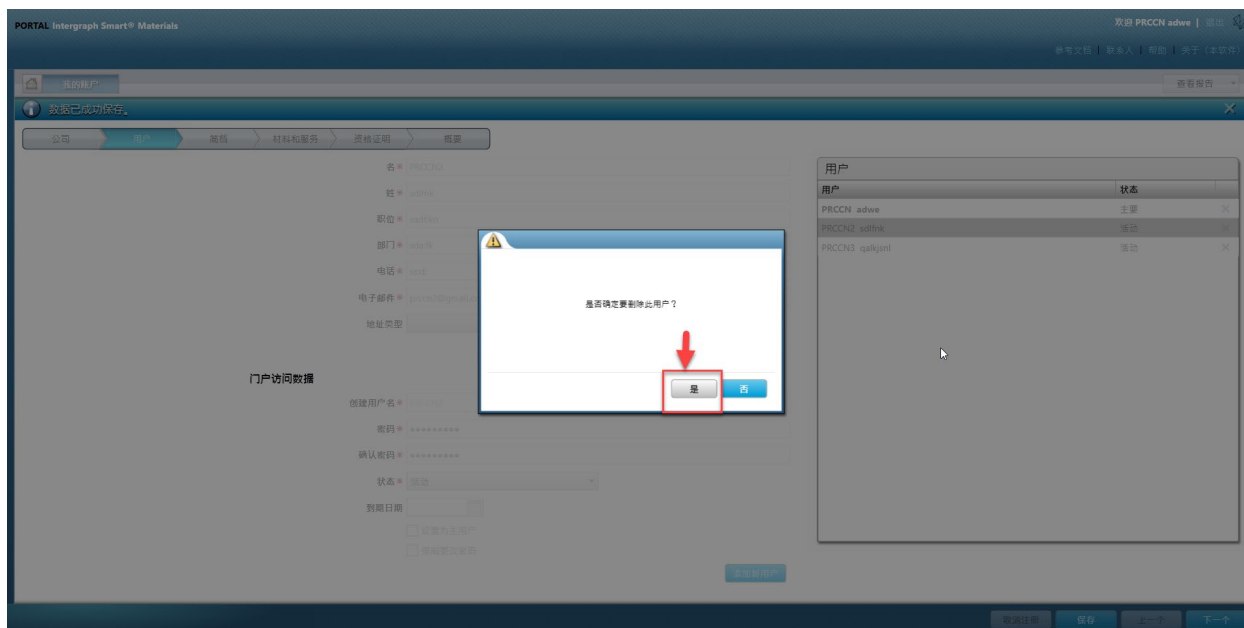 PORTAL Intergraph Smart® Materials
欢迎 PRCCN adwe | 退出
参考文档 | 联系人 | 帮助 | 关于 (本软件)
我的账户
查看报告
数据已成功保存。
公司 用户 装箱 材料和服务 资格证明 概要
名* PRCCN2
姓* sdlfnk
职位*
部门*
电话*
电子邮件*
地址类型
门户访问数据
创建用户名*
密码* *********
确认密码* *********
状态* 活动
到期日期
添加新用户
用户
用户 状态
PRCCN adwe 主要
PRCCN2 sdlfnk 活动
PRCCN3 qalkjsnl 活动
是否确定要删除此用户？
是 否
取消注册 保存 上一个 下一个